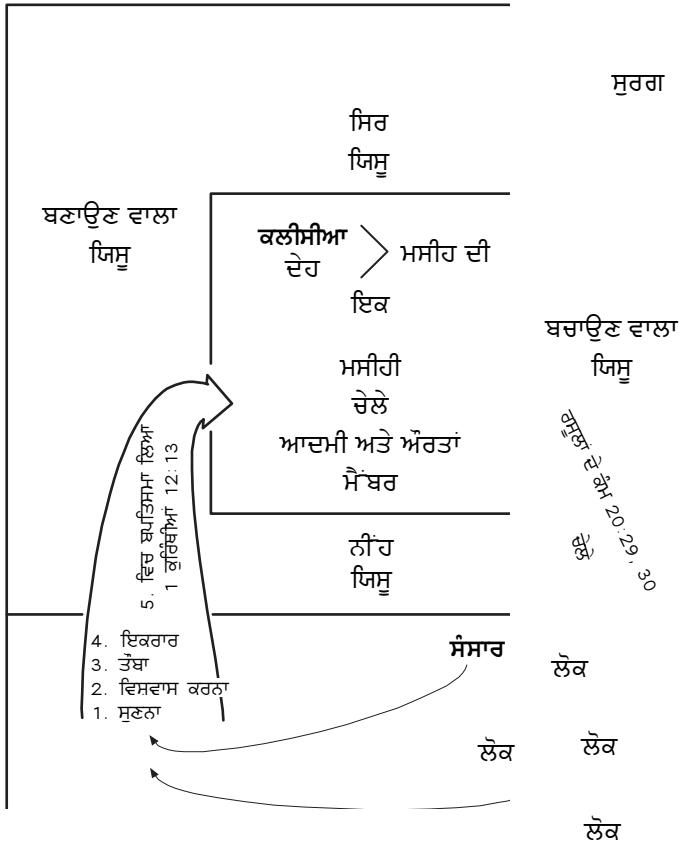 ਸੁਰਗ
ਸਿਰ
ਯਿਸੂ
ਬਣਾਉਣ ਵਾਲਾ
ਯਿਸੂ
ਕਲੀਸੀਆ
ਦੇਹ
ਮਸੀਹ ਦੀ
ਇਕ
ਬਚਾਉਣ ਵਾਲਾ
ਯਿਸੂ
ਮਸੀਹੀ
ਚੇਲੇ
ਆਦਮੀ ਅਤੇ ਔਰਤਾਂ
ਮੈਂਬਰ
ਰਸੂਲਾਂ ਦੇ ਕੰਮ 20:29, 30
ਚੇਲੇ
5. ਵਿਚ ਬਪਤਿਸਮਾ ਲਿਆ
1 ਕੁਰਿੰਥੀਆਂ 12:13
ਨੀਂਹ
ਯਿਸੂ
4. ਇਕਰਾਰ
3. ਤੌਬਾ
2. ਵਿਸ਼ਵਾਸ ਕਰਨਾ
1. ਸੁਣਨਾ
ਸੰਸਾਰ
ਲੋਕ
ਲੋਕ
ਲੋਕ
ਲੋਕ